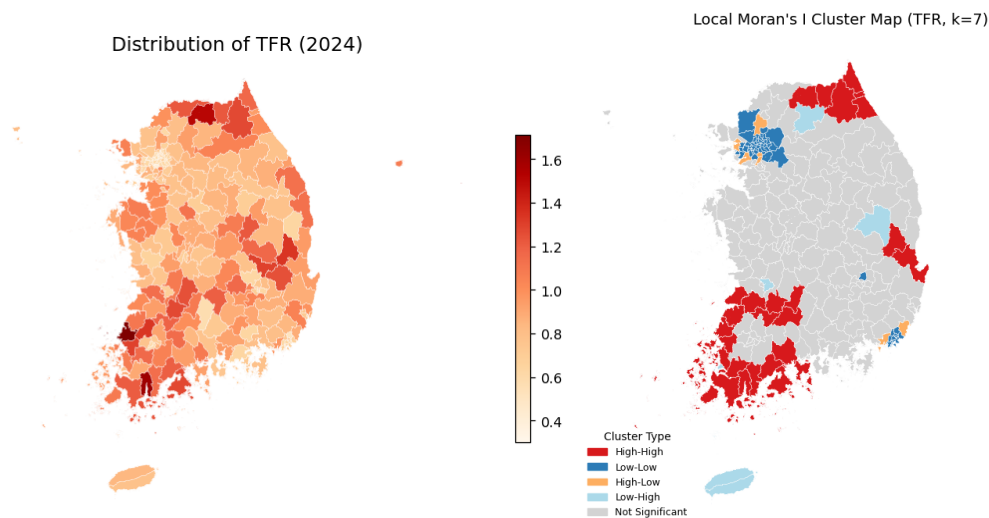 Distribution of TFR (2024)
1.6
1.4
1.2
1.0
0.8
0.6
0.4
Local Moran's I Cluster Map (TFR, k=7)
Cluster Type
High-High
Low-Low
High-Low
Low-High
Not Significant